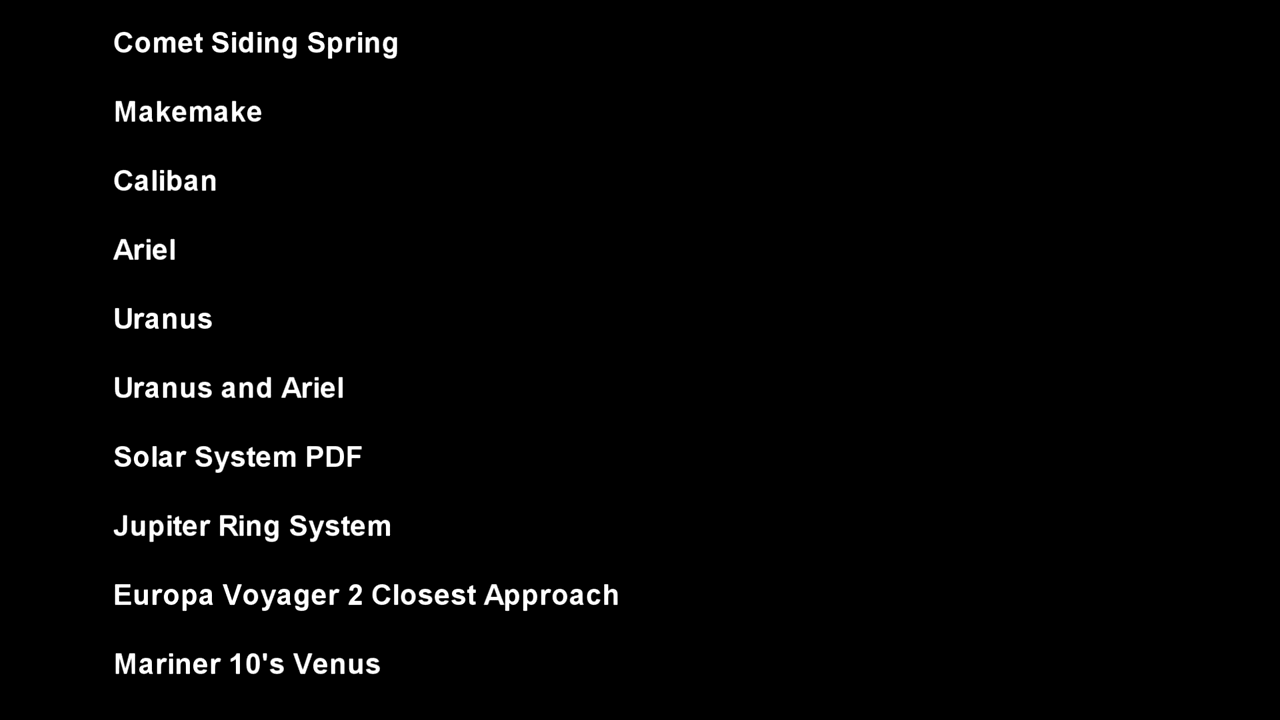 Comet Siding Spring
Makemake
Caliban
Ariel
Uranus
Uranus and Ariel
Solar System PDF
Jupiter Ring System
Europa Voyager 2 Closest Approach
Mariner 10's Venus